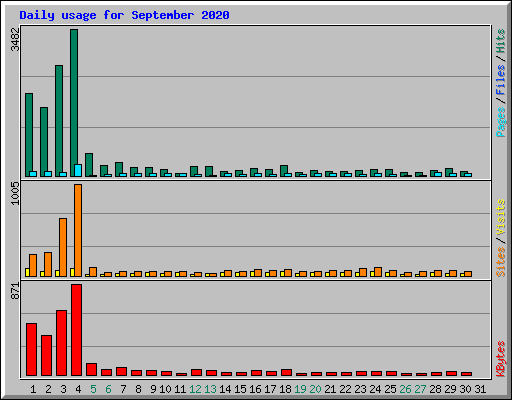 Daily usage for September 2020
3482
Pages / Files / Hits
1005
Sites / Visits
871
KBytes
1 2 3 4 5 6 7 8 9 10 11 12 13 14 15 16 17 18 19 20 21 22 23 24 25 26 27 28 29 30 31